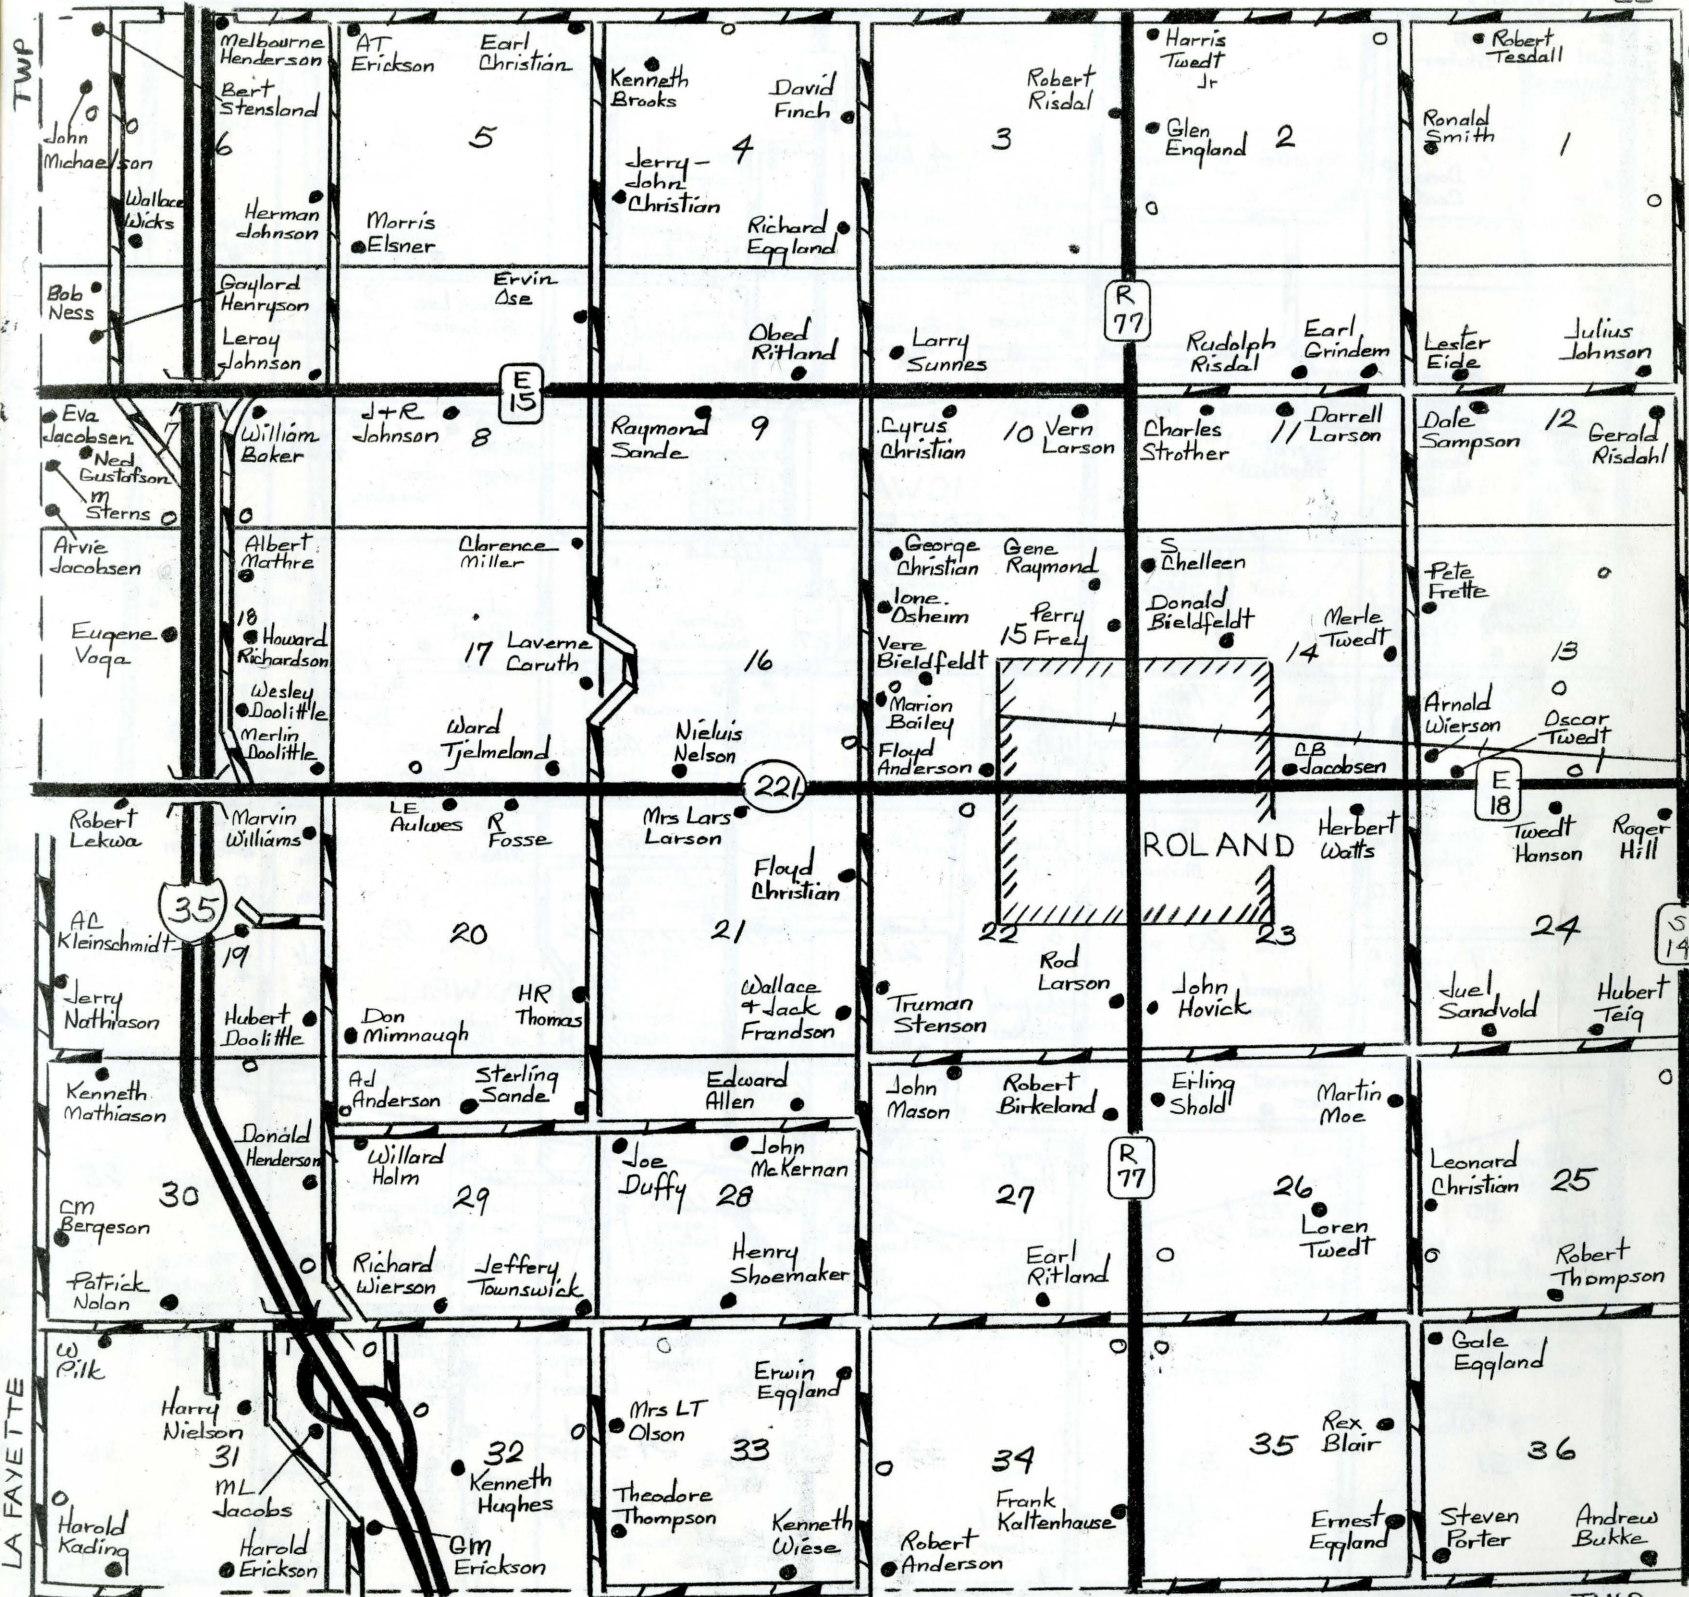 TWP
Melbourne
Henderson
Bert
Stensland
John
Michaelson
6
Wallace
Wicks
Herman
Johnson
AT
Erickson
Earl
Christian
5
Morris
Elsner
Kenneth
Brooks
David
Finch
4
Jerry-
John
Christian
Richard
Eggland
Robert
Risdal
3
Harris
Twedt
Jr
Glen
England
2
Robert
Tesdall
Ronald
Smith
1
Bob
Ness
Gaylord
Henryson
Leroy
Johnson
Ervin
Ose
Obed
Ritland
Larry
Sunnes
R
77
Rudolph
Risdal
Earl
Grindem
Lester
Eide
Julius
Johnson
E
15
Eva
Jacobsen
Ned
Gustafson
M
Sterns
7
William
Baker
J+R
Johnson
8
Raymond
Sande
9
Cyrus
Christian
10
Vern
Larson
Charles
Strother
11
Darrell
Larson
Dale
Sampson
12
Gerald
Risdahl
Arvie
Jacobsen
Albert
Mathre
Eugene
Voga
18
Howard
Richardson
Wesley
Doolittle
Merlin
Doolittle
Clarence
Miller
17
Laverne
Caruth
Ward
Tjelmeland
16
Nieluis
Nelson
George
Christian
Gene
Raymond
Ione
Osheim
Perry
Frey
15
Vere
Bieldfeldt
Marion
Bailey
Floyd
Anderson
S
Chelleen
Donald
Bieldfeldt
Merle
Twedt
14
CB
Jacobsen
Pete
Frette
13
Arnold
Wierson
Oscar
Twedt
221
E
18
Robert
Lekwa
Marvin
Williams
35
AC
Kleinschmidt
19
Jerry
Nathiason
Hubert
Doolittle
LE
Aulwes
R
Fosse
20
Don
Mimnaugh
HR
Thomas
Mrs Lars
Larson
Floyd
Christian
21
Wallace
+ Jack
Frandson
ROLAND
22
Truman
Stenson
Rod
Larson
Herbert
Watts
23
John
Hovick
Twedt
Hanson
Roger
Hill
24
S
14
Juel
Sandvold
Hubert
Teig
Kenneth
Mathiason
Donald
Henderson
30
CM
Bergeson
Patrick
Nolan
Ad
Anderson
Sterling
Sande
Willard
Holm
29
Richard
Wierson
Jeffery
Townswick
Edward
Allen
Joe
Duffy
John
McKernan
28
Henry
Shoemaker
John
Mason
Robert
Birkeland
27
Earl
Ritland
R
77
Erling
Shold
Martin
Moe
26
Loren
Twedt
Leonard
Christian
25
Robert
Thompson
LA FAYETTE
W
Pilk
Harry
Nielson
31
ML
Jacobs
Harold
Kading
Harold
Erickson
32
Kenneth
Hughes
GM
Erickson
Erwin
Eggland
Mrs LT
Olson
33
Theodore
Thompson
Kenneth
Wiese
34
Frank
Kaltenhause
Robert
Anderson
35
Rex
Blair
Ernest
Eggland
Gale
Eggland
36
Steven
Porter
Andrew
Bukke